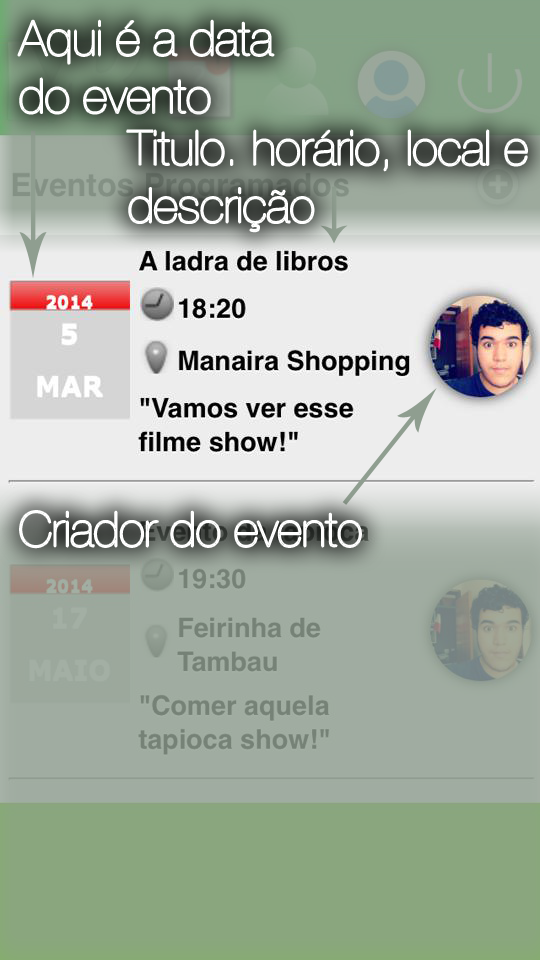 Aqui é a data
do evento
Titulo. horário, local e
Eventos Programados
descrição
A ladra de libros
2014
5
MAR
18:20
Manaira Shopping
"Vamos ver esse
filme show!"
Criador do evento
2014
17
MAIO
19:30
Feirinha de
Tambau
"Comer aquela
tapioca show!"